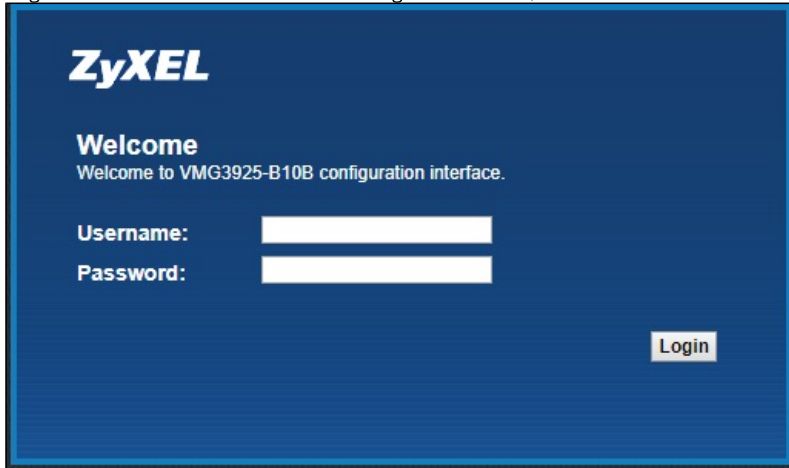 ZyXEL
Welcome
Welcome to VMG3925-B10B configuration interface.
Username:
Password:
Login